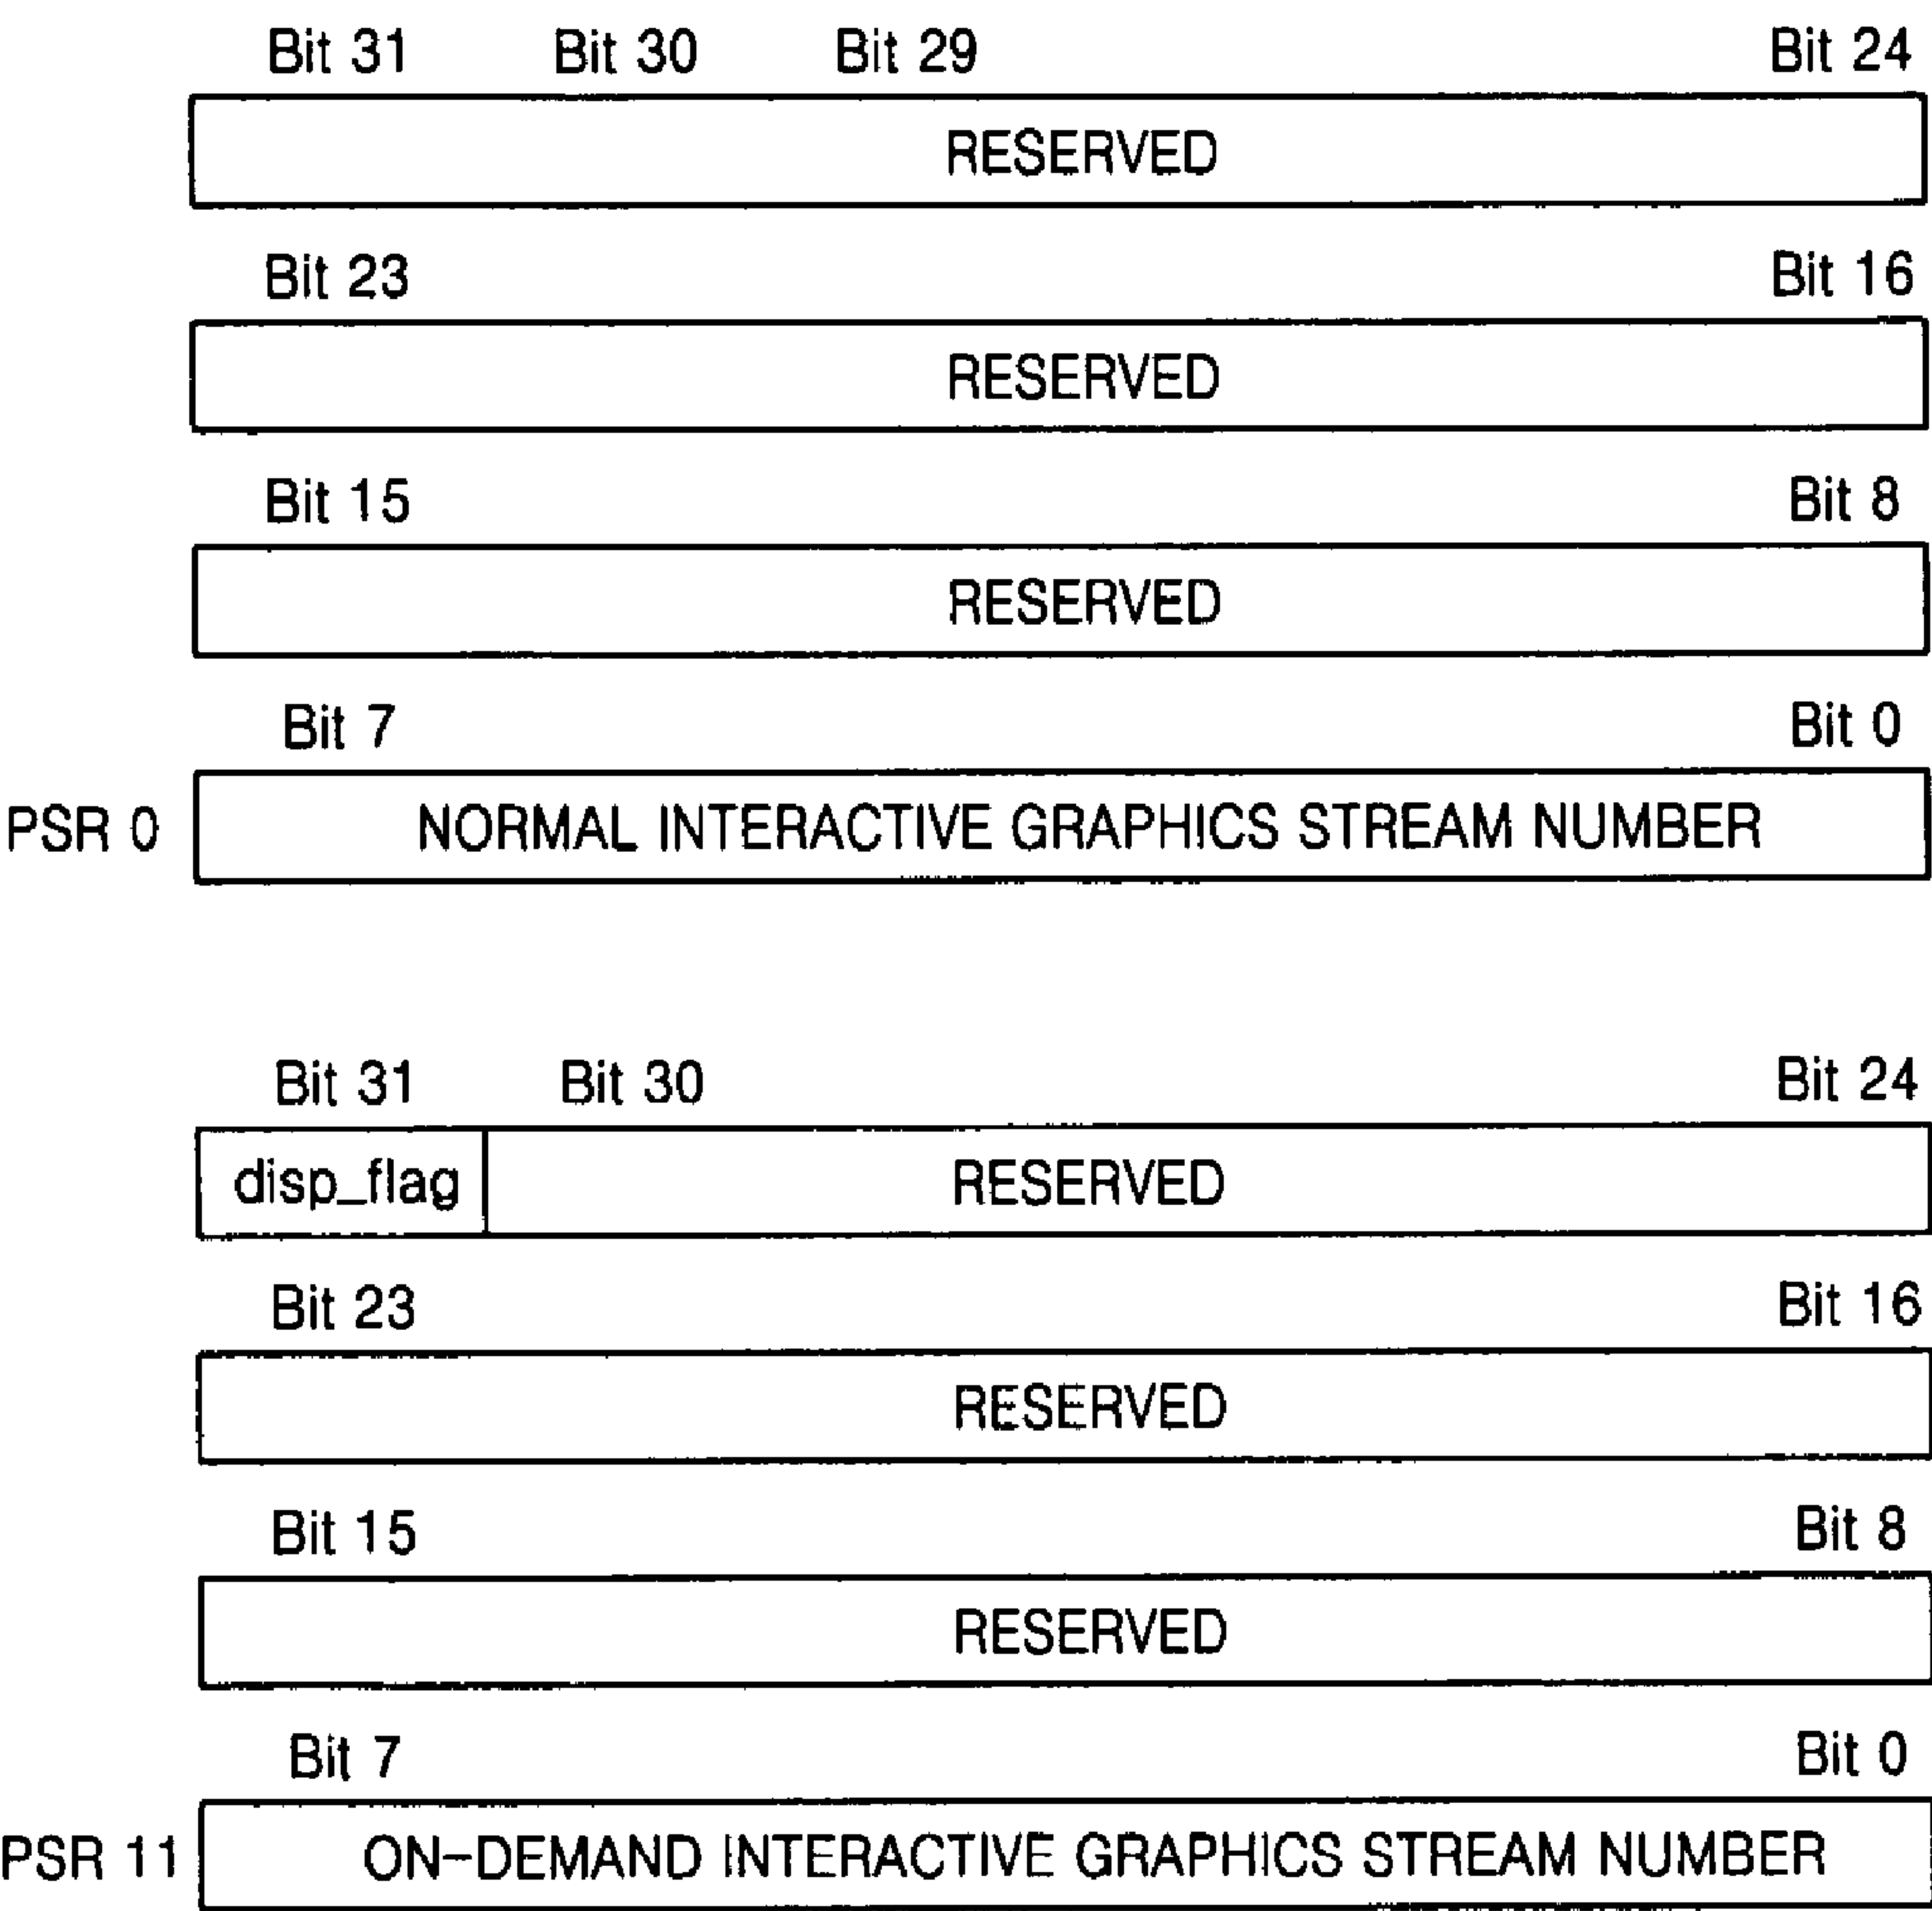 Bit 31 Bit 30 Bit 29 Bit 24
RESERVED
Bit 23 Bit 16
RESERVED
Bit 15 Bit 8
RESERVED
Bit 7 Bit 0
PSR 0 NORMAL INTERACTIVE GRAPHICS STREAM NUMBER
Bit 31 Bit 30 Bit 24
disp_flag RESERVED
Bit 23 Bit 16
RESERVED
Bit 15 Bit 8
RESERVED
Bit 7 Bit 0
PSR 11 ON-DEMAND INTERACTIVE GRAPHICS STREAM NUMBER